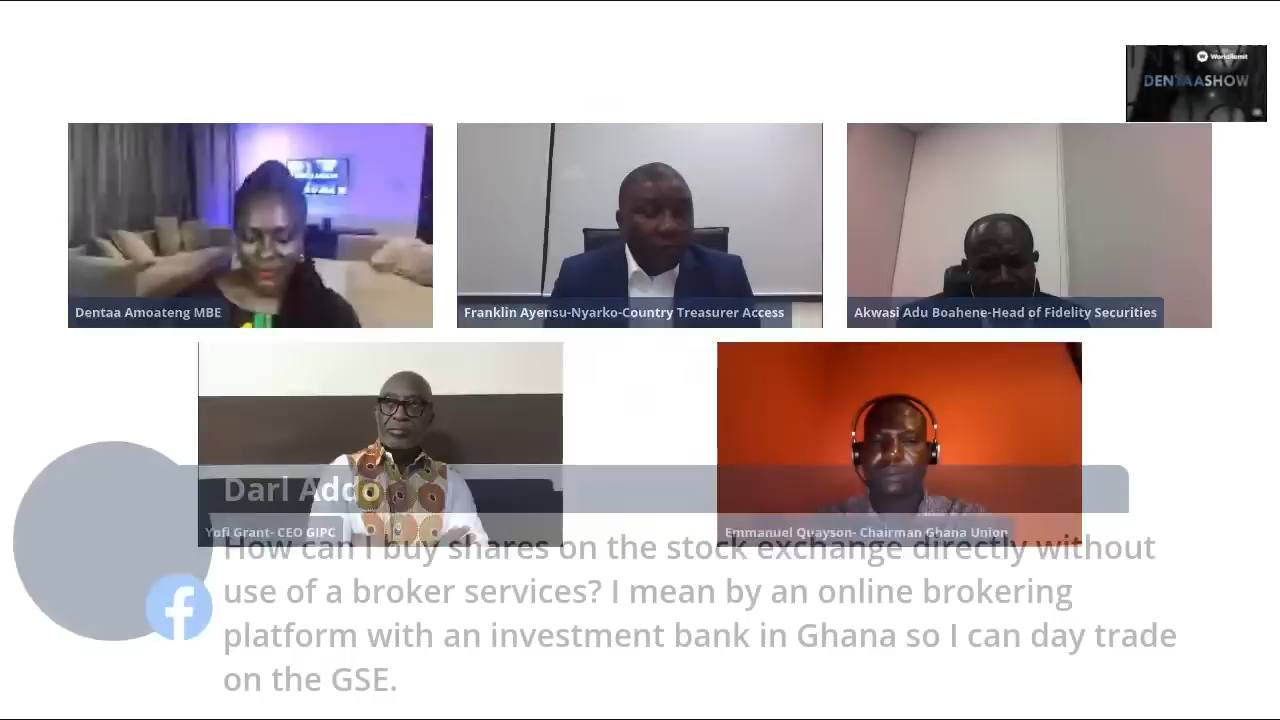 WorldRemit
DENTAASHOW
Dentaa Amoateng MBE
Franklin Ayensu-Nyarko-Country Treasurer Access
Akwasi Adu Boahene-Head of Fidelity Securities
Yofi Grant- CEO GIPC
Emmanuel Quayson- Chairman Ghana Union
Darl Addo
How can I buy shares on the stock exchange directly without
use of a broker services? I mean by an online brokering
platform with an investment bank in Ghana so I can day trade
on the GSE.